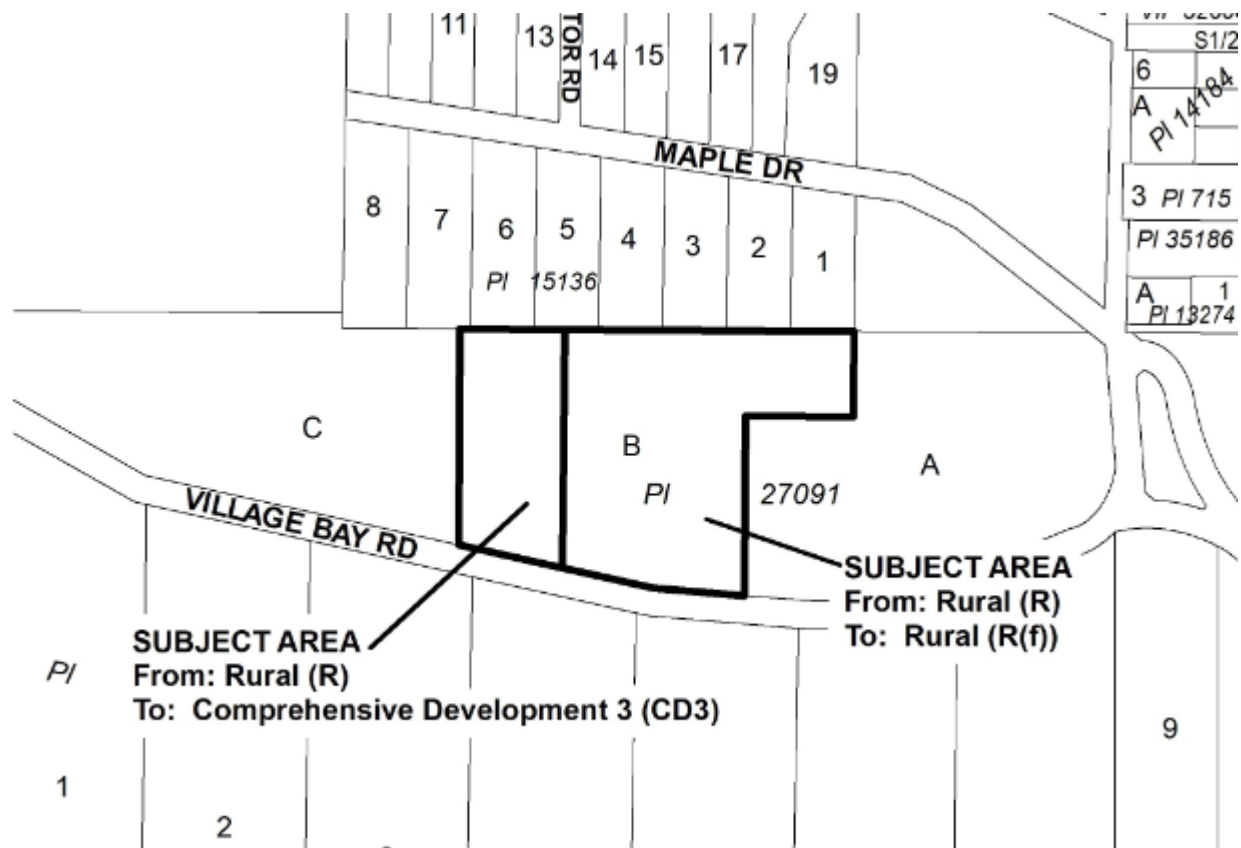 11
13
TOR RD
14
15
17
19
S1/2
6
A
Pl 14184
MAPLE DR
3 Pl 715
Pl 35186
A
1
Pl 13274
8
7
6
5
4
3
2
1
Pl 15136
C
B
A
Pl 27091
VILLAGE BAY RD
SUBJECT AREA
From: Rural (R)
To: Rural (R(f))
SUBJECT AREA
From: Rural (R)
To: Comprehensive Development 3 (CD3)
Pl
1
2
9